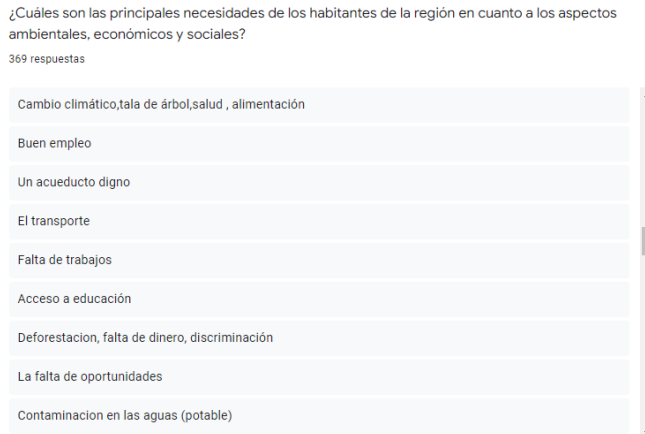 ¿Cuáles son las principales necesidades de los habitantes de la región en cuanto a los aspectos
ambientales, económicos y sociales?
369 respuestas
Cambio climático,tala de árbol,salud , alimentación
Buen empleo
Un acueducto digno
El transporte
Falta de trabajos
Acceso a educación
Deforestacion, falta de dinero, discriminación
La falta de oportunidades
Contaminacion en las aguas (potable)